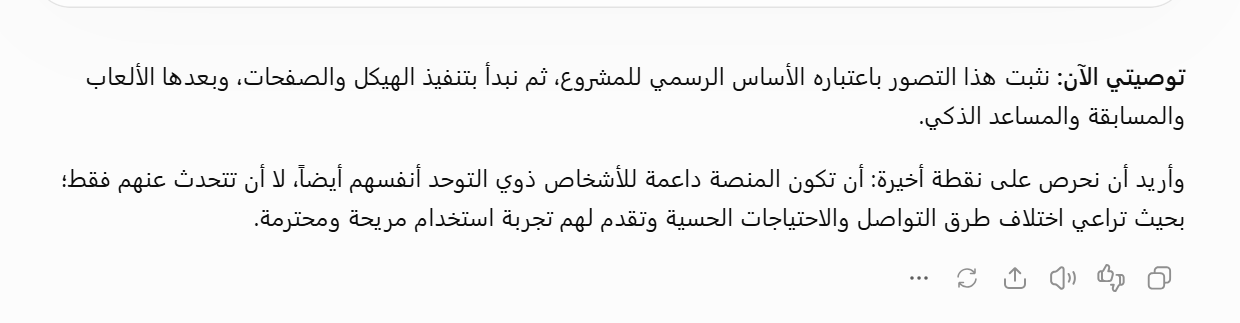 توصيتي الآن: نثبت هذا التصور باعتباره الأساس الرسمي للمشروع، ثم نبدأ بتنفيذ الهيكل والصفحات، وبعدها الألعاب
والمسابقة والمساعد الذكي.
وأريد أن نحرص على نقطة أخيرة: أن تكون المنصة داعمة للأشخاص ذوي التوحد أنفسهم أيضاً، لا أن تتحدث عنهم فقط؛
بحيث تراعي اختلاف طرق التواصل والاحتياجات الحسية وتقدم لهم تجربة استخدام مريحة ومحترمة.